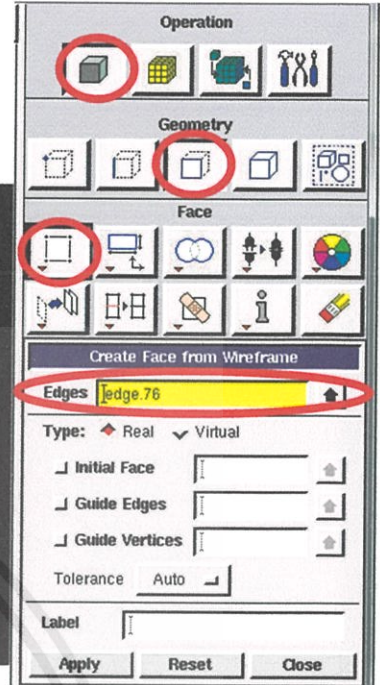 Operation
Geometry
Face
Create Face from Wireframe
Edges edge.76
Type: Real Virtual
Initial Face
Guide Edges
Guide Vertices
Tolerance Auto
Label
Apply Reset Close